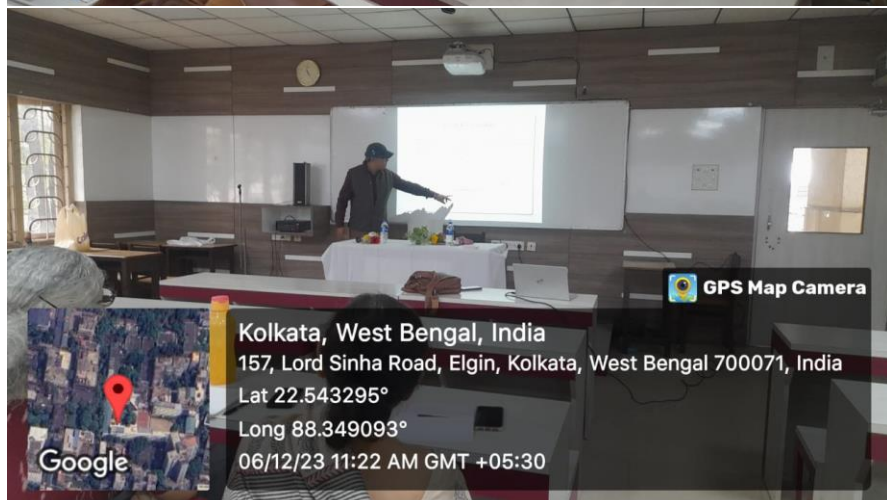 GPS Map Camera
Kolkata, West Bengal, India
157, Lord Sinha Road, Elgin, Kolkata, West Bengal 700071, India
Lat 22.543295°
Long 88.349093°
06/12/23 11:22 AM GMT +05:30
Google